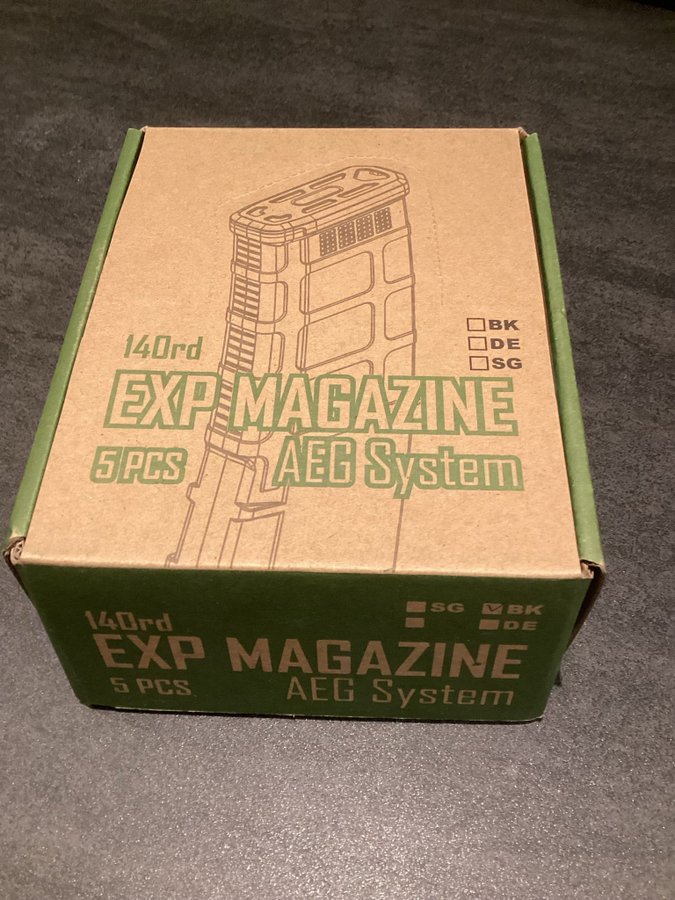 140rd
BK
DE
SG
EXP MAGAZINE
5 PCS
AEG System
140rd
SG BK
DE
EXP MAGAZINE
5 PCS
AEG System